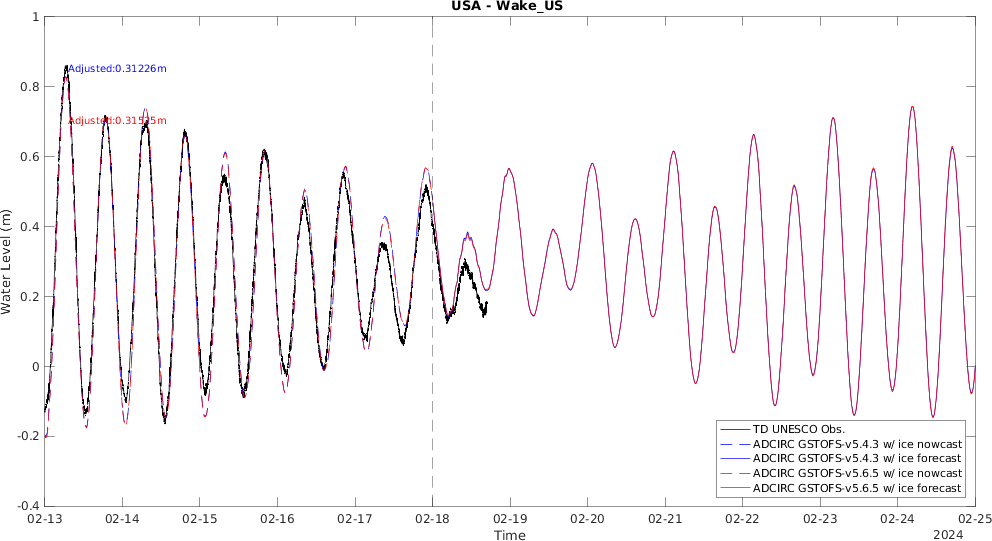 USA - Wake_US
Water Level (m)
1
0.8
0.6
0.4
0.2
0
-0.2
-0.4
Adjusted:0.31226m
Adjusted:0.31525m
TD UNESCO Obs.
ADCIRC GSTOFS-v5.4.3 w/ ice nowcast
ADCIRC GSTOFS-v5.4.3 w/ ice forecast
ADCIRC GSTOFS-v5.6.5 w/ ice nowcast
ADCIRC GSTOFS-v5.6.5 w/ ice forecast
02-13 02-14 02-15 02-16 02-17 02-18 02-19 02-20 02-21 02-22 02-23 02-24 02-25
Time
2024